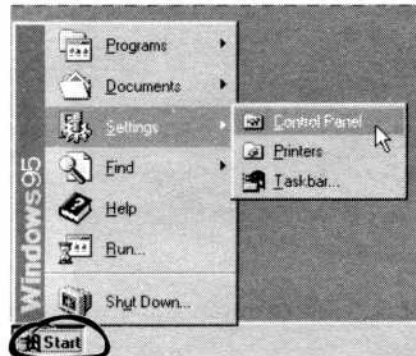 Programs
Documents
Settings
Control Panel
Printers
Taskbar...
Find
Help
Run...
Shut Down...
Windows95
Start